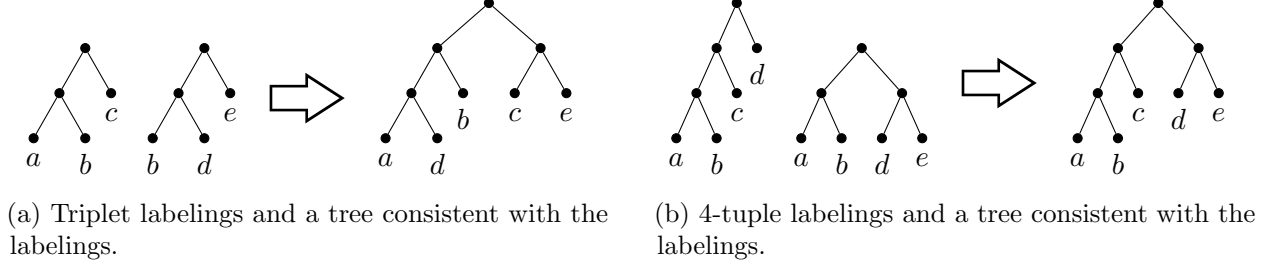 d
c
e
b
c
e
c
c
d
e
a
b
b
d
a
d
a
b
a
b
d
e
a
b
(a) Triplet labelings and a tree consistent with the
labelings.
(b) 4-tuple labelings and a tree consistent with the
labelings.